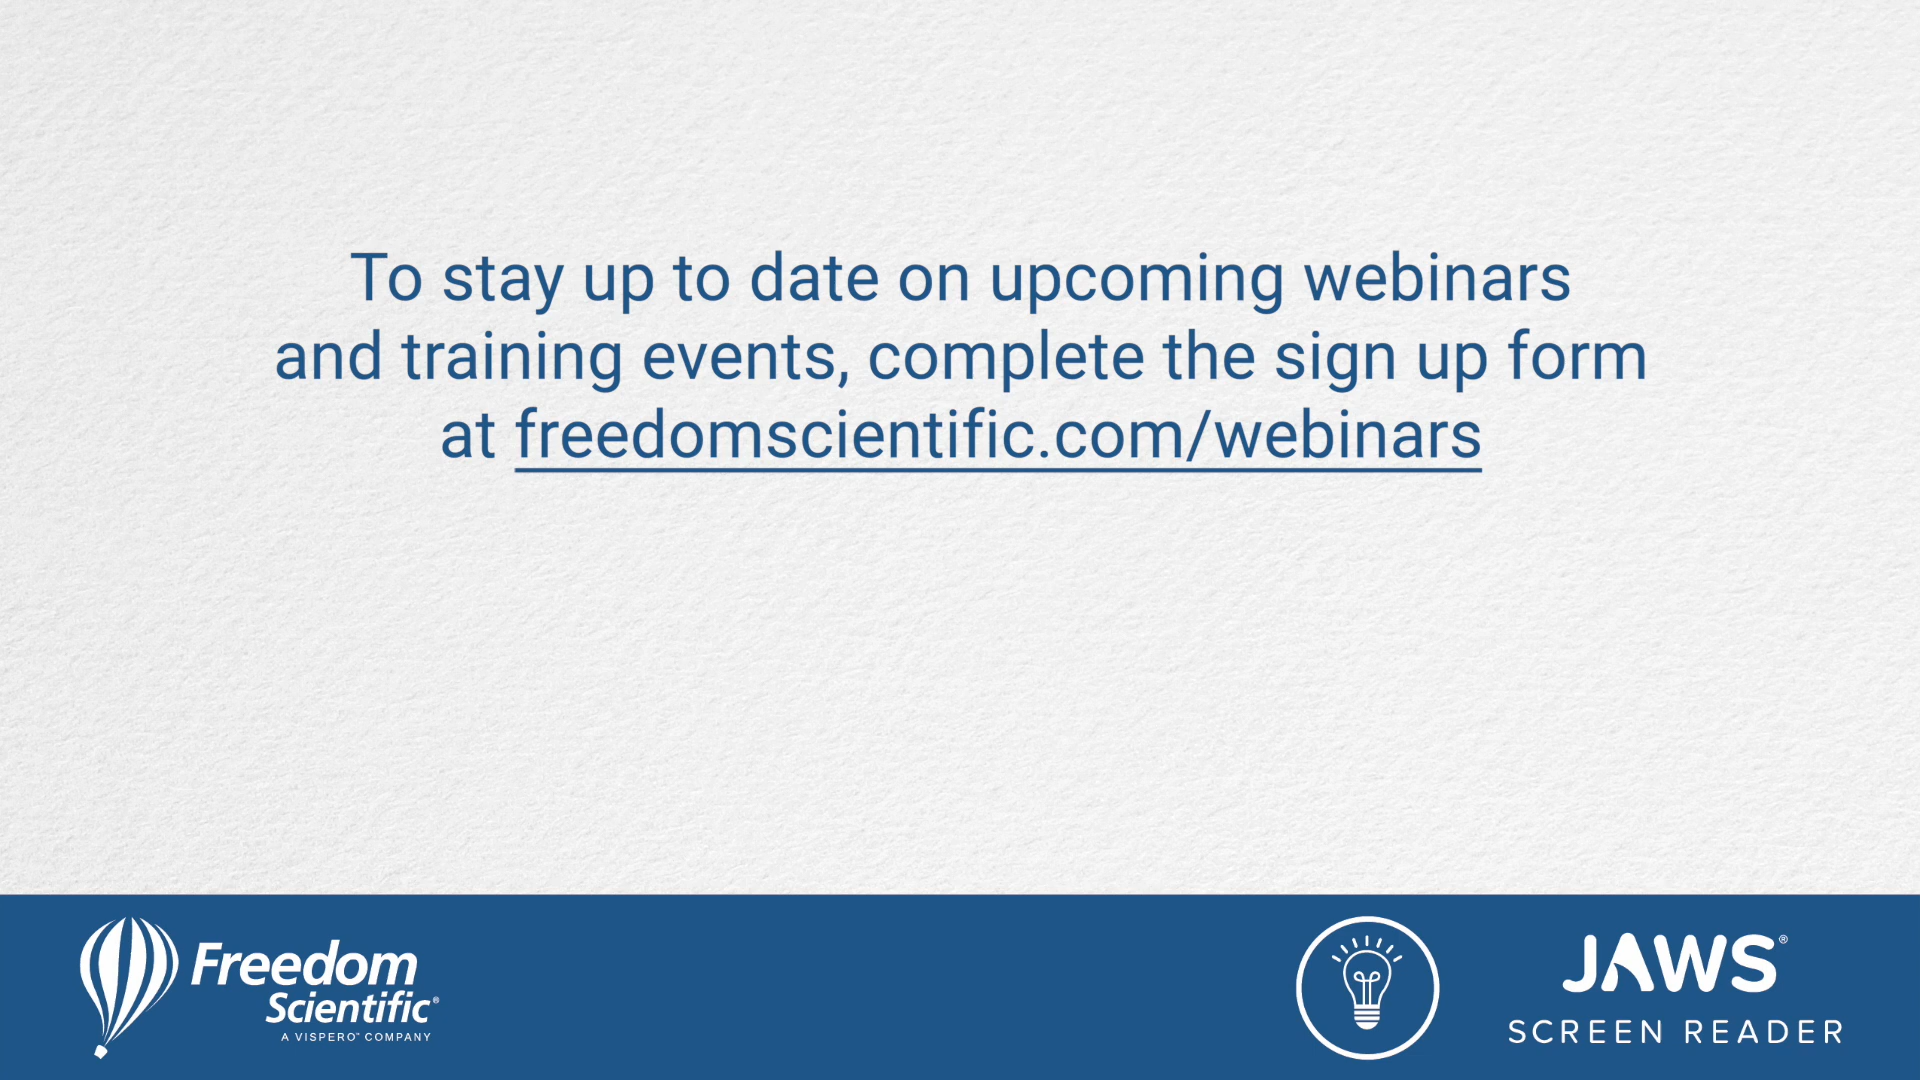 To stay up to date on upcoming webinars
and training events, complete the sign up form
at freedomscientific.com/webinars
Freedom
Scientific®
A VISPERO™ COMPANY
JAWS®
SCREEN READER